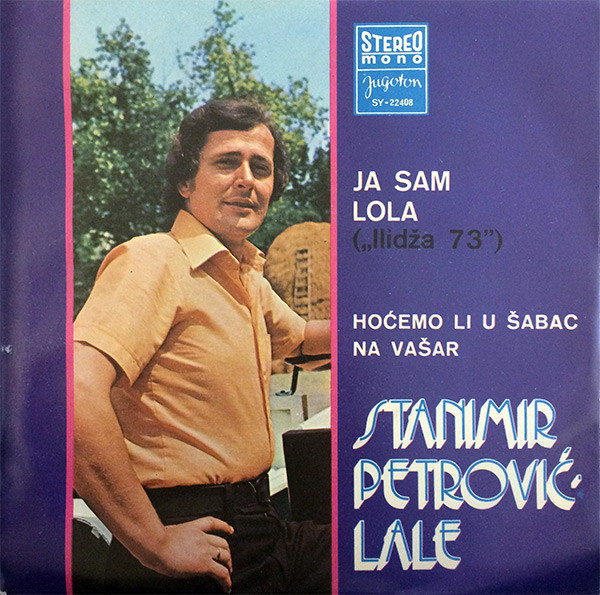 STEREO
mono
Jugoton
SY-22408
JA SAM
LOLA
(„Ilidža 73")
HOĆEMO LI U ŠABAC
NA VAŠAR
STANIMIR
PETROVIĆ-
LALE